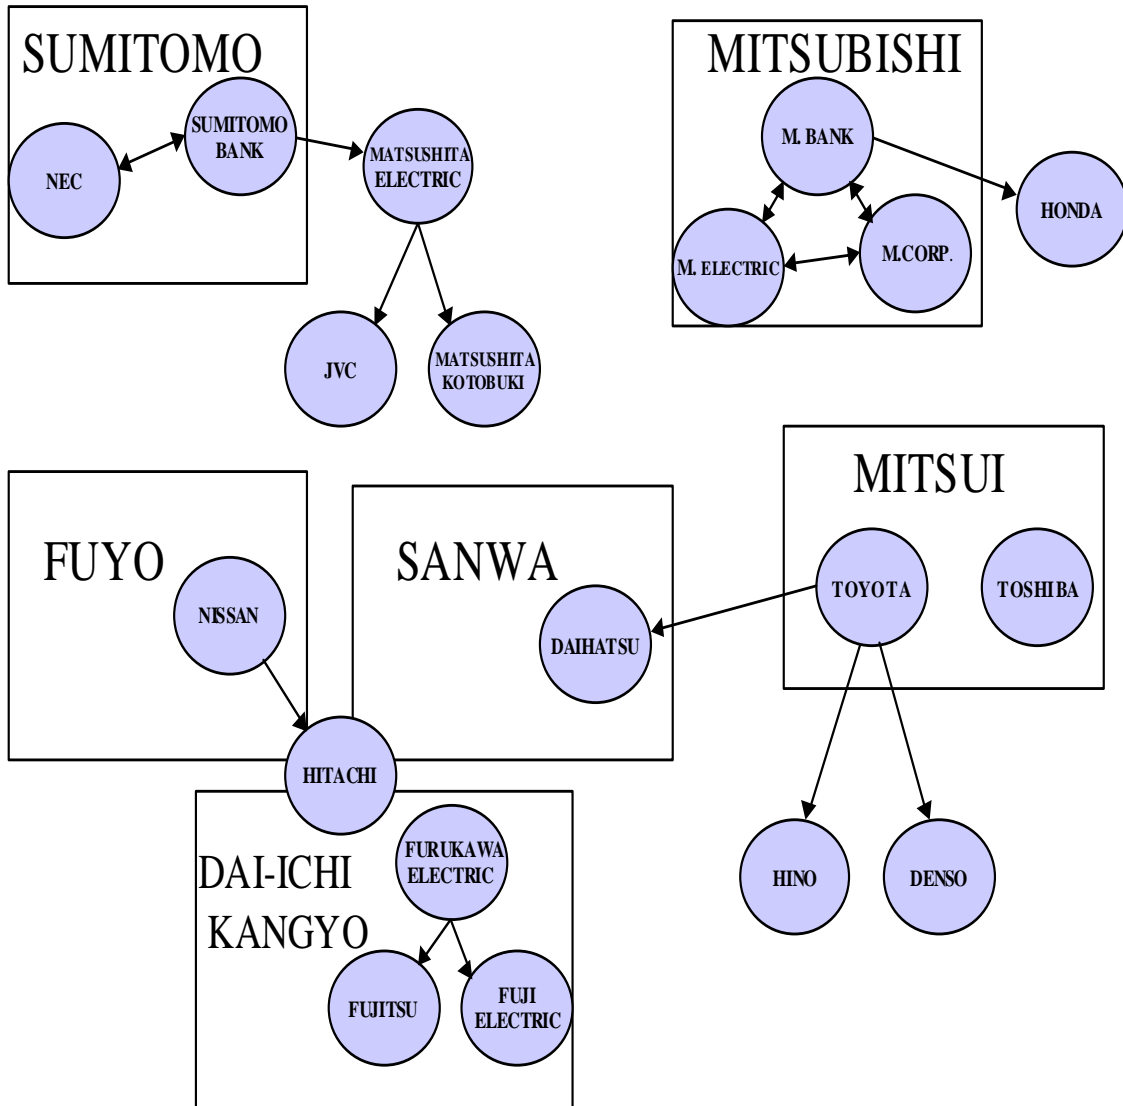 SUMITOMO
SUMITOMO
BANK
NEC
MATSUSHITA
ELECTRIC
JVC
MATSUSHITA
KOTOBUKI
MITSUBISHI
M. BANK
M. ELECTRIC
M.CORP.
HONDA
FUYO
NISSAN
SANWA
DAIHATSU
MITSUI
TOYOTA
TOSHIBA
HITACHI
HINO
DENSO
DAI-ICHI
KANGYO
FURUKAWA
ELECTRIC
FUJITSU
FUJI
ELECTRIC